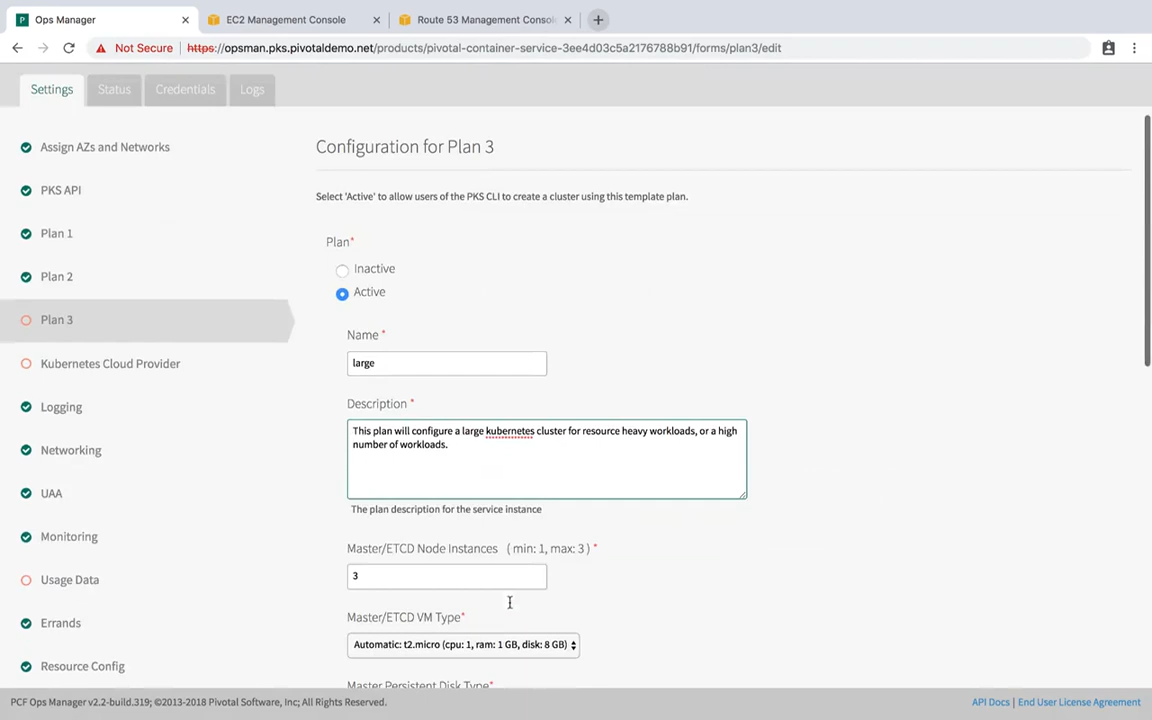 Ops Manager
EC2 Management Console
Route 53 Management Consol
Not Secure
https://opsman.pks.pivotaldemo.net/products/pivotal-container-service-3ee4d03c5a2176788b91/forms/plan3/edit
Settings
Status
Credentials
Logs
Assign AZs and Networks
PKS API
Plan 1
Plan 2
Plan 3
Kubernetes Cloud Provider
Logging
Networking
UAA
Monitoring
Usage Data
Errands
Resource Config
Configuration for Plan 3
Select 'Active' to allow users of the PKS CLI to create a cluster using this template plan.
Plan*
Inactive
Active
Name *
large
Description *
This plan will configure a large kubernetes cluster for resource heavy workloads, or a high
number of workloads.
The plan description for the service instance
Master/ETCD Node Instances ( min: 1, max: 3 ) *
3
Master/ETCD VM Type*
Automatic: t2.micro (cpu: 1, ram: 1 GB, disk: 8 GB)
Master Persistent Disk Type*
PCF Ops Manager v2.2-build.319; ©2013-2018 Pivotal Software, Inc; All Rights Reserved.
API Docs | End User License Agreement